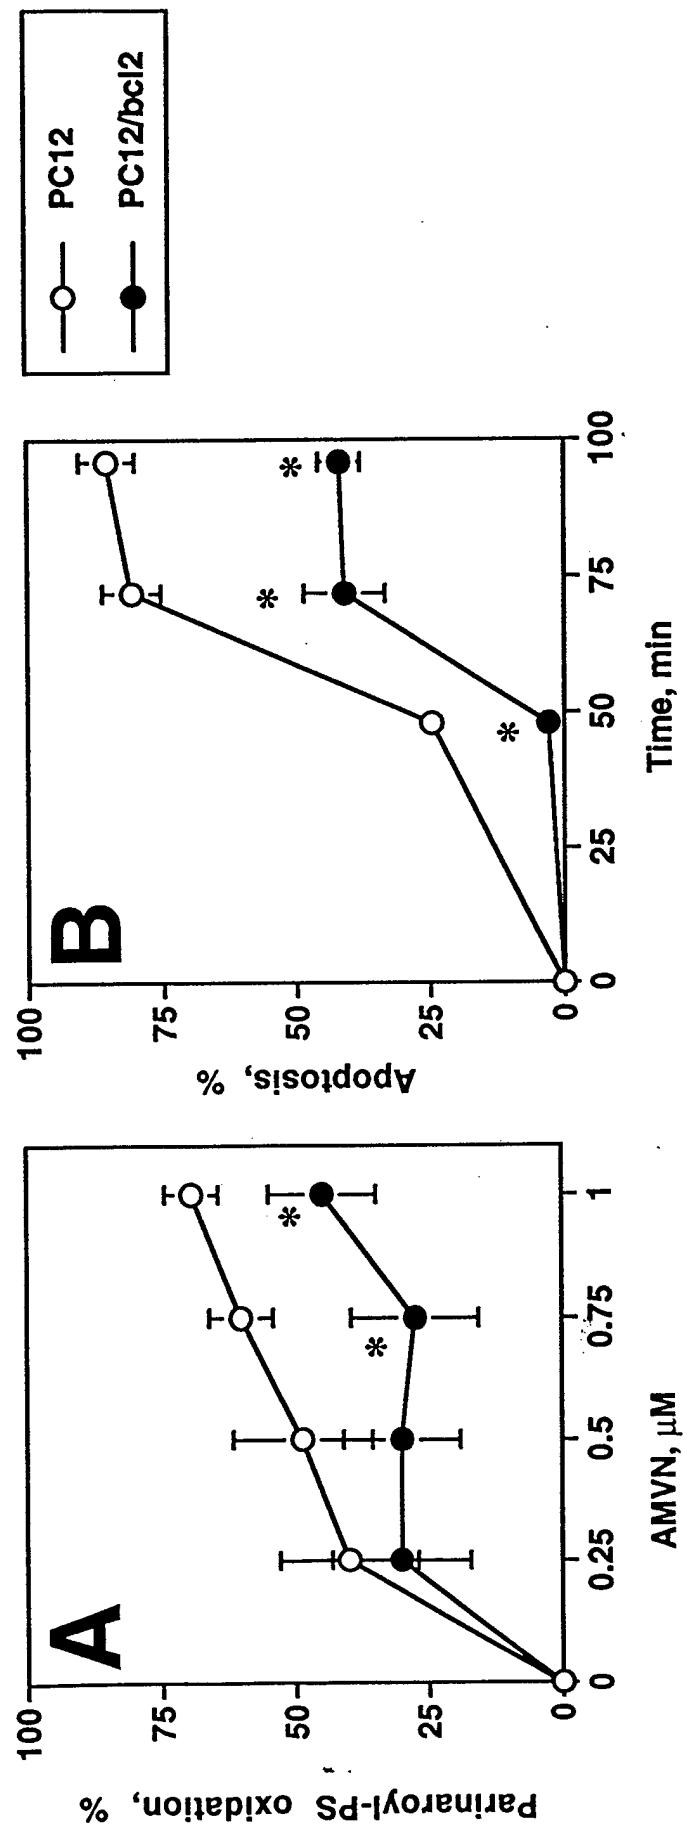 A
Parinaroyl-PS oxidation, %
100
75
50
25
0
0 0.25 0.5 0.75 1
AMVN, µM
* *
B
Apoptosis, %
100
75
50
25
0
0 25 50 75 100
Time, min
* * *
PC12
PC12/bcl2